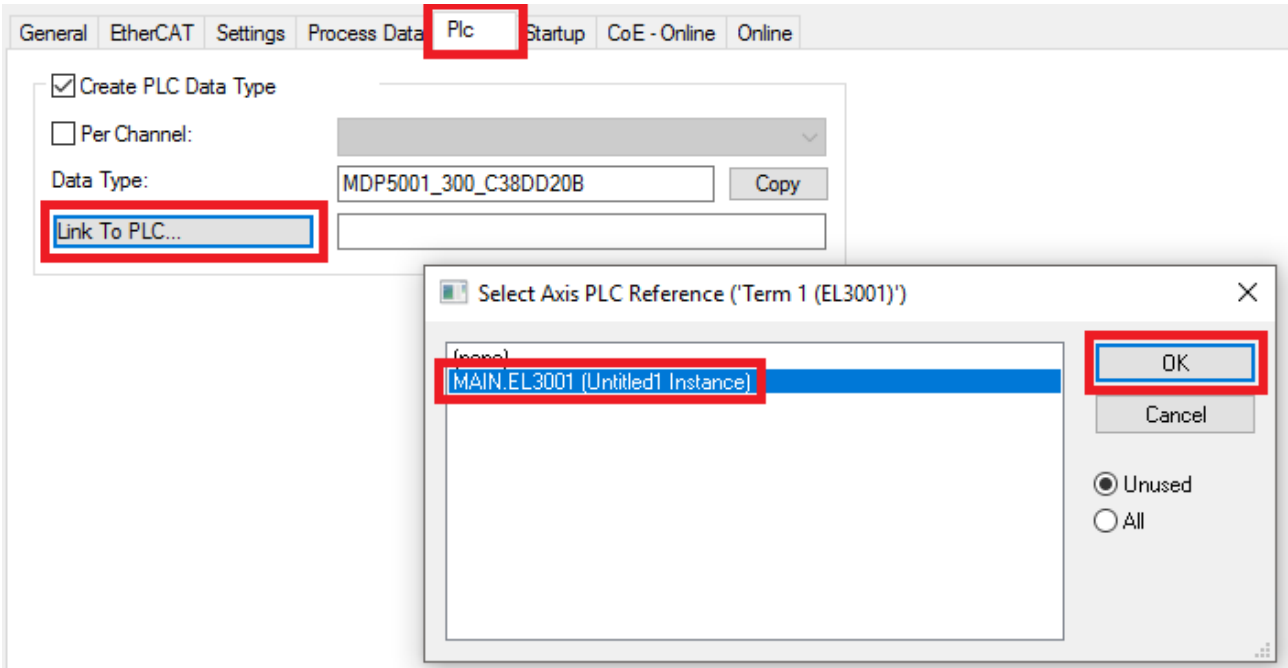 General EtherCAT Settings Process Data Plc Startup CoE - Online Online
Create PLC Data Type
Per Channel:
Data Type: MDP5001_300_C38DD20B Copy
Link To PLC...
Select Axis PLC Reference ('Term 1 (EL3001)')
(none)
MAIN.EL3001 (Untitled1 Instance)
OK
Cancel
Unused
All